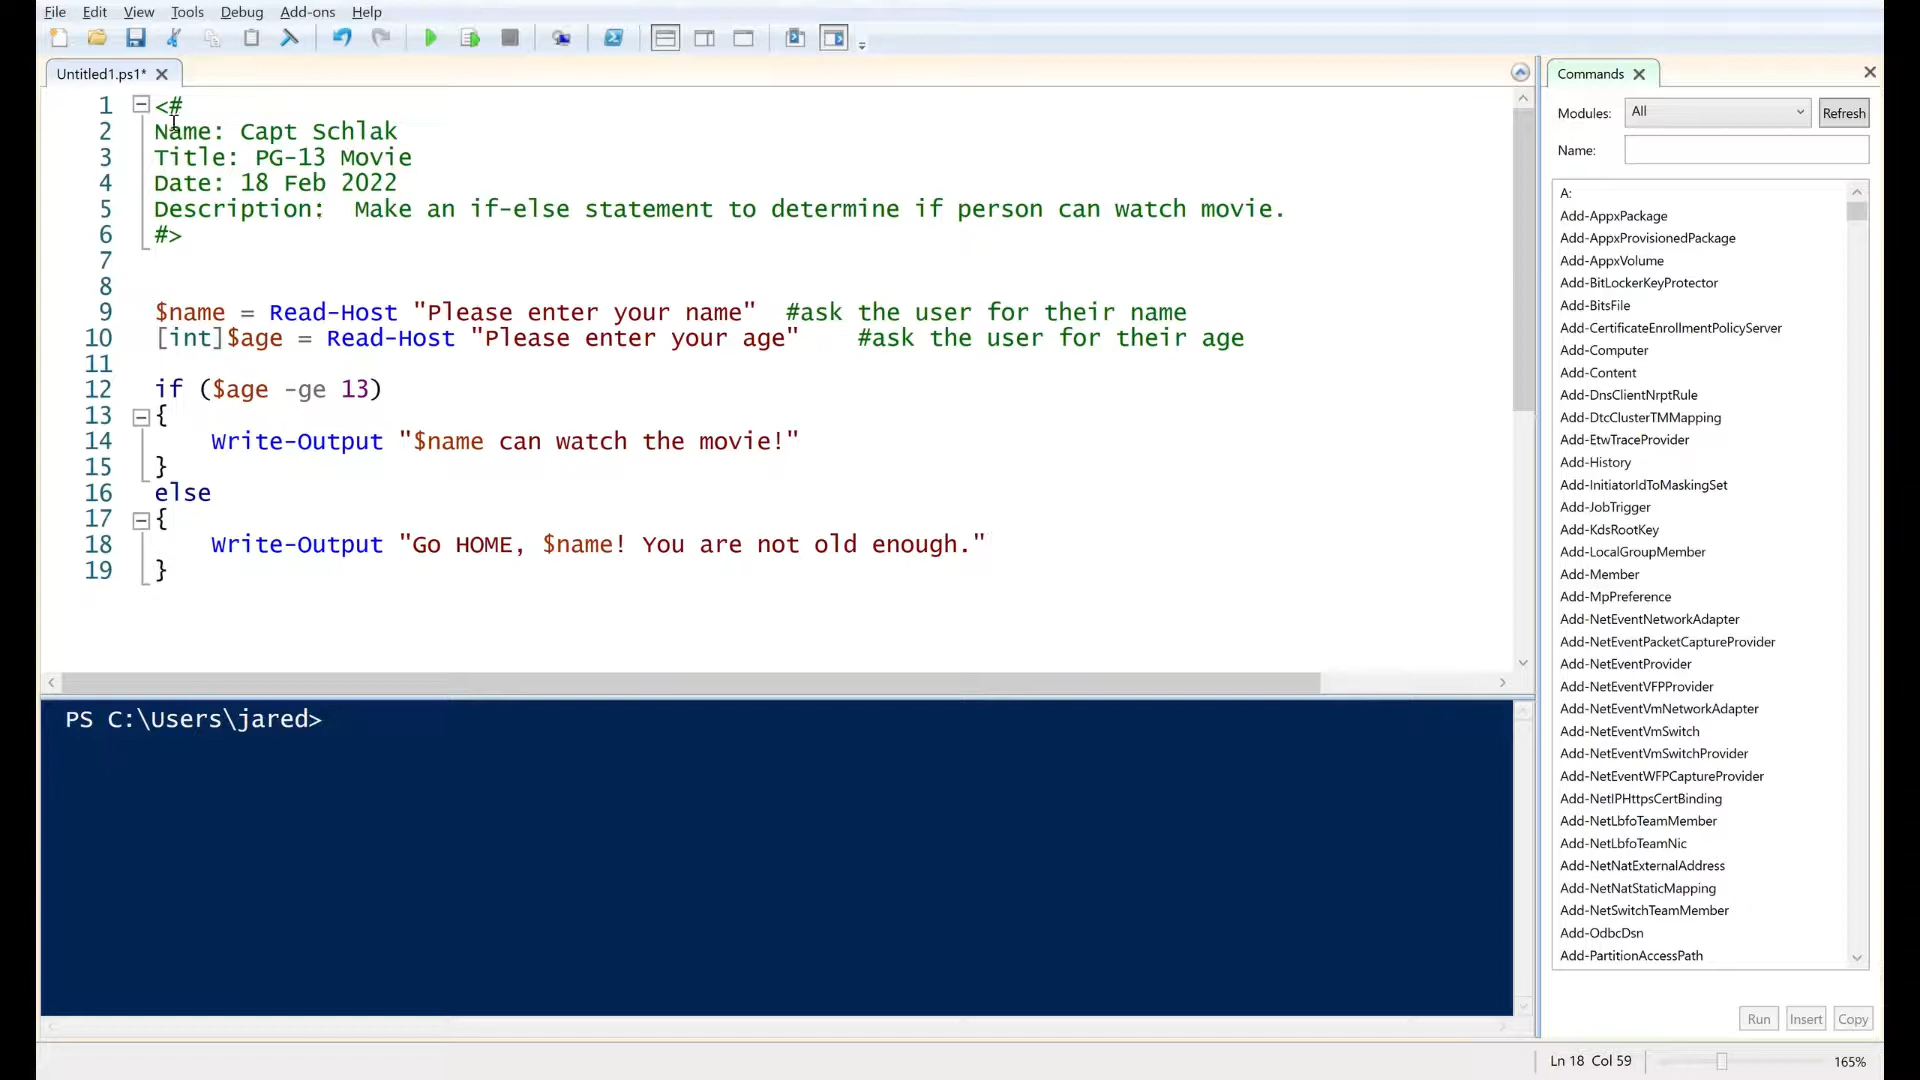 File Edit View Tools Debug Add-ons Help
Untitled1.ps1*
1 <#
2 Name: Capt Schlak
3 Title: PG-13 Movie
4 Date: 18 Feb 2022
5 Description:  Make an if-else statement to determine if person can watch movie.
6 #>
7
8
9 $name = Read-Host "Please enter your name"  #ask the user for their name
10 [int]$age = Read-Host "Please enter your age"    #ask the user for their age
11
12 if ($age -ge 13)
13 {
14     Write-Output "$name can watch the movie!"
15 }
16 else
17 {
18     Write-Output "Go HOME, $name! You are not old enough."
19 }
PS C:\Users\jared>
Commands
Modules: All Refresh
Name:
A:
Add-AppxPackage
Add-AppxProvisionedPackage
Add-AppxVolume
Add-BitLockerKeyProtector
Add-BitsFile
Add-CertificateEnrollmentPolicyServer
Add-Computer
Add-Content
Add-DnsClientNrptRule
Add-DtcClusterTMMapping
Add-EtwTraceProvider
Add-History
Add-InitiatorIdToMaskingSet
Add-JobTrigger
Add-KdsRootKey
Add-LocalGroupMember
Add-Member
Add-MpPreference
Add-NetEventNetworkAdapter
Add-NetEventPacketCaptureProvider
Add-NetEventProvider
Add-NetEventVFPProvider
Add-NetEventVmNetworkAdapter
Add-NetEventVmSwitch
Add-NetEventVmSwitchProvider
Add-NetEventWFPCaptureProvider
Add-NetIPHttpsCertBinding
Add-NetLbfoTeamMember
Add-NetLbfoTeamNic
Add-NetNatExternalAddress
Add-NetNatStaticMapping
Add-NetSwitchTeamMember
Add-OdbcDsn
Add-PartitionAccessPath
Run Insert Copy
Ln 18 Col 59 165%